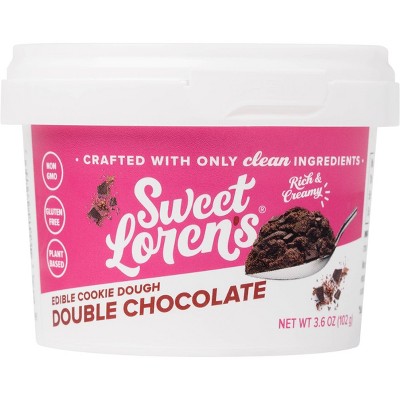 · CRAFTED WITH ONLY clean INGREDIENTS ·
NON
GMO
GLUTEN
FREE
PLANT
BASED
Sweet
Loren's®
Rich &
Creamy
EDIBLE COOKIE DOUGH
DOUBLE CHOCOLATE
NET WT 3.6 OZ (102g)